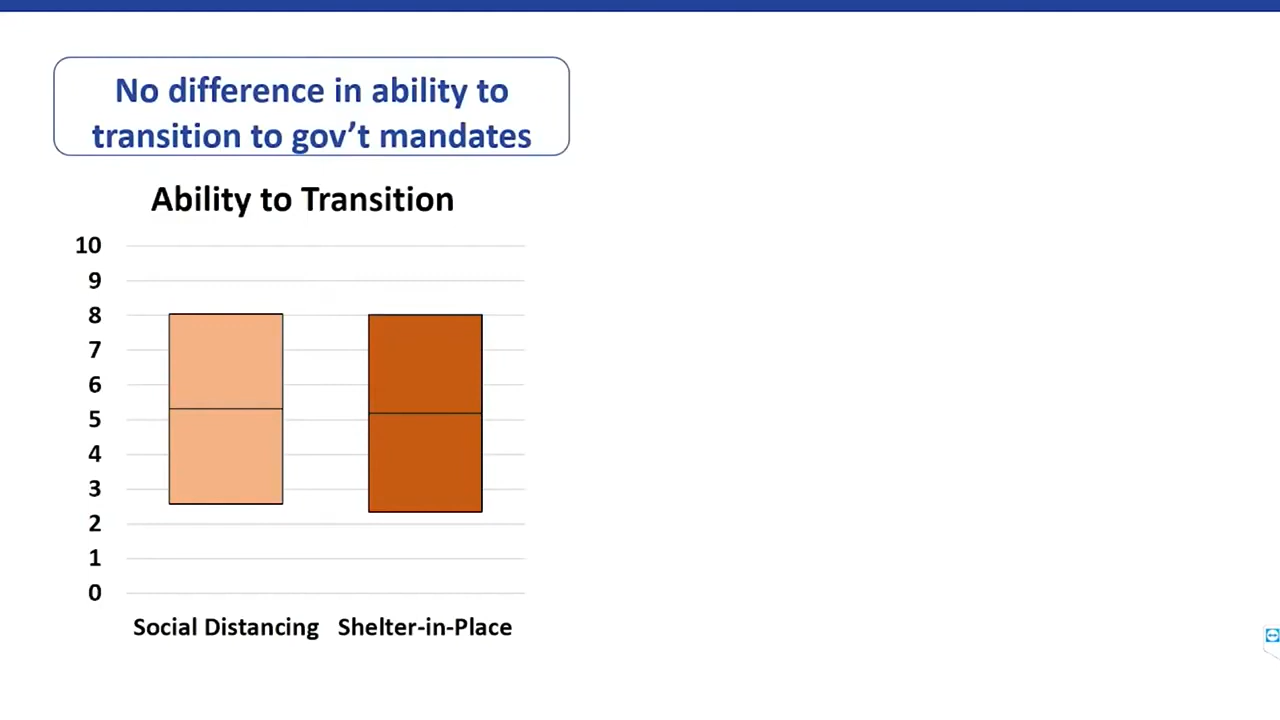 No difference in ability to
transition to gov’t mandates
Ability to Transition
10
9
8
7
6
5
4
3
2
1
0
Social Distancing Shelter-in-Place